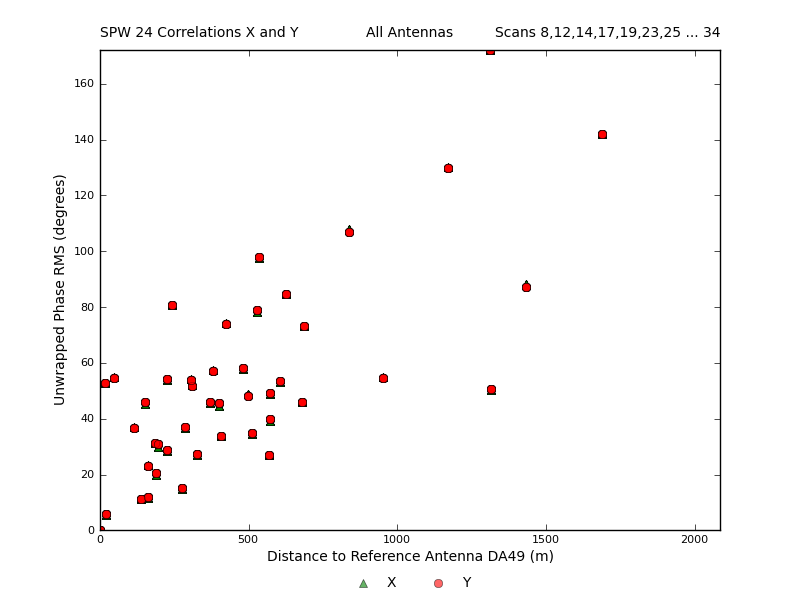 SPW 24 Correlations X and Y All Antennas Scans 8,12,14,17,19,23,25 ... 34
160
140
120
100
80
60
40
20
0
Unwrapped Phase RMS (degrees)
0 500 1000 1500 2000
Distance to Reference Antenna DA49 (m)
X Y